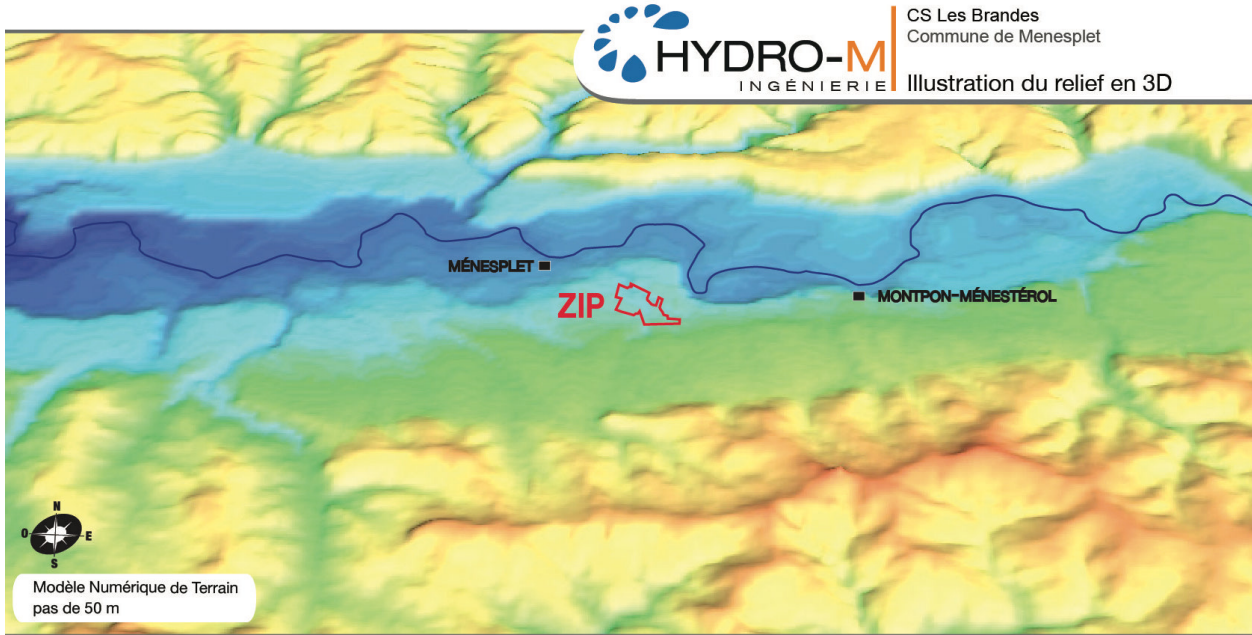 HYDRO-M
INGÉNIERIE
CS Les Brandes
Commune de Menesplet
Illustration du relief en 3D
MÉNESPLET
ZIP
MONTPON-MÉNESTÉROL
N
O
E
S
Modèle Numérique de Terrain
pas de 50 m